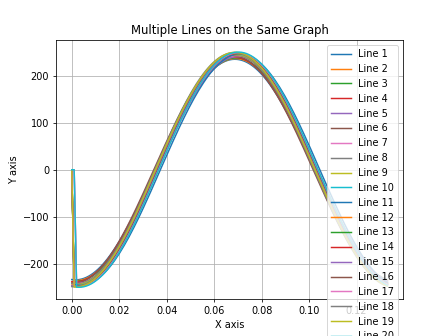 Multiple Lines on the Same Graph
Y axis
200
100
0
−100
−200
0.00
0.02
0.04
0.06
0.08
0.10
X axis
Line 1
Line 2
Line 3
Line 4
Line 5
Line 6
Line 7
Line 8
Line 9
Line 10
Line 11
Line 12
Line 13
Line 14
Line 15
Line 16
Line 17
Line 18
Line 19
Line 20